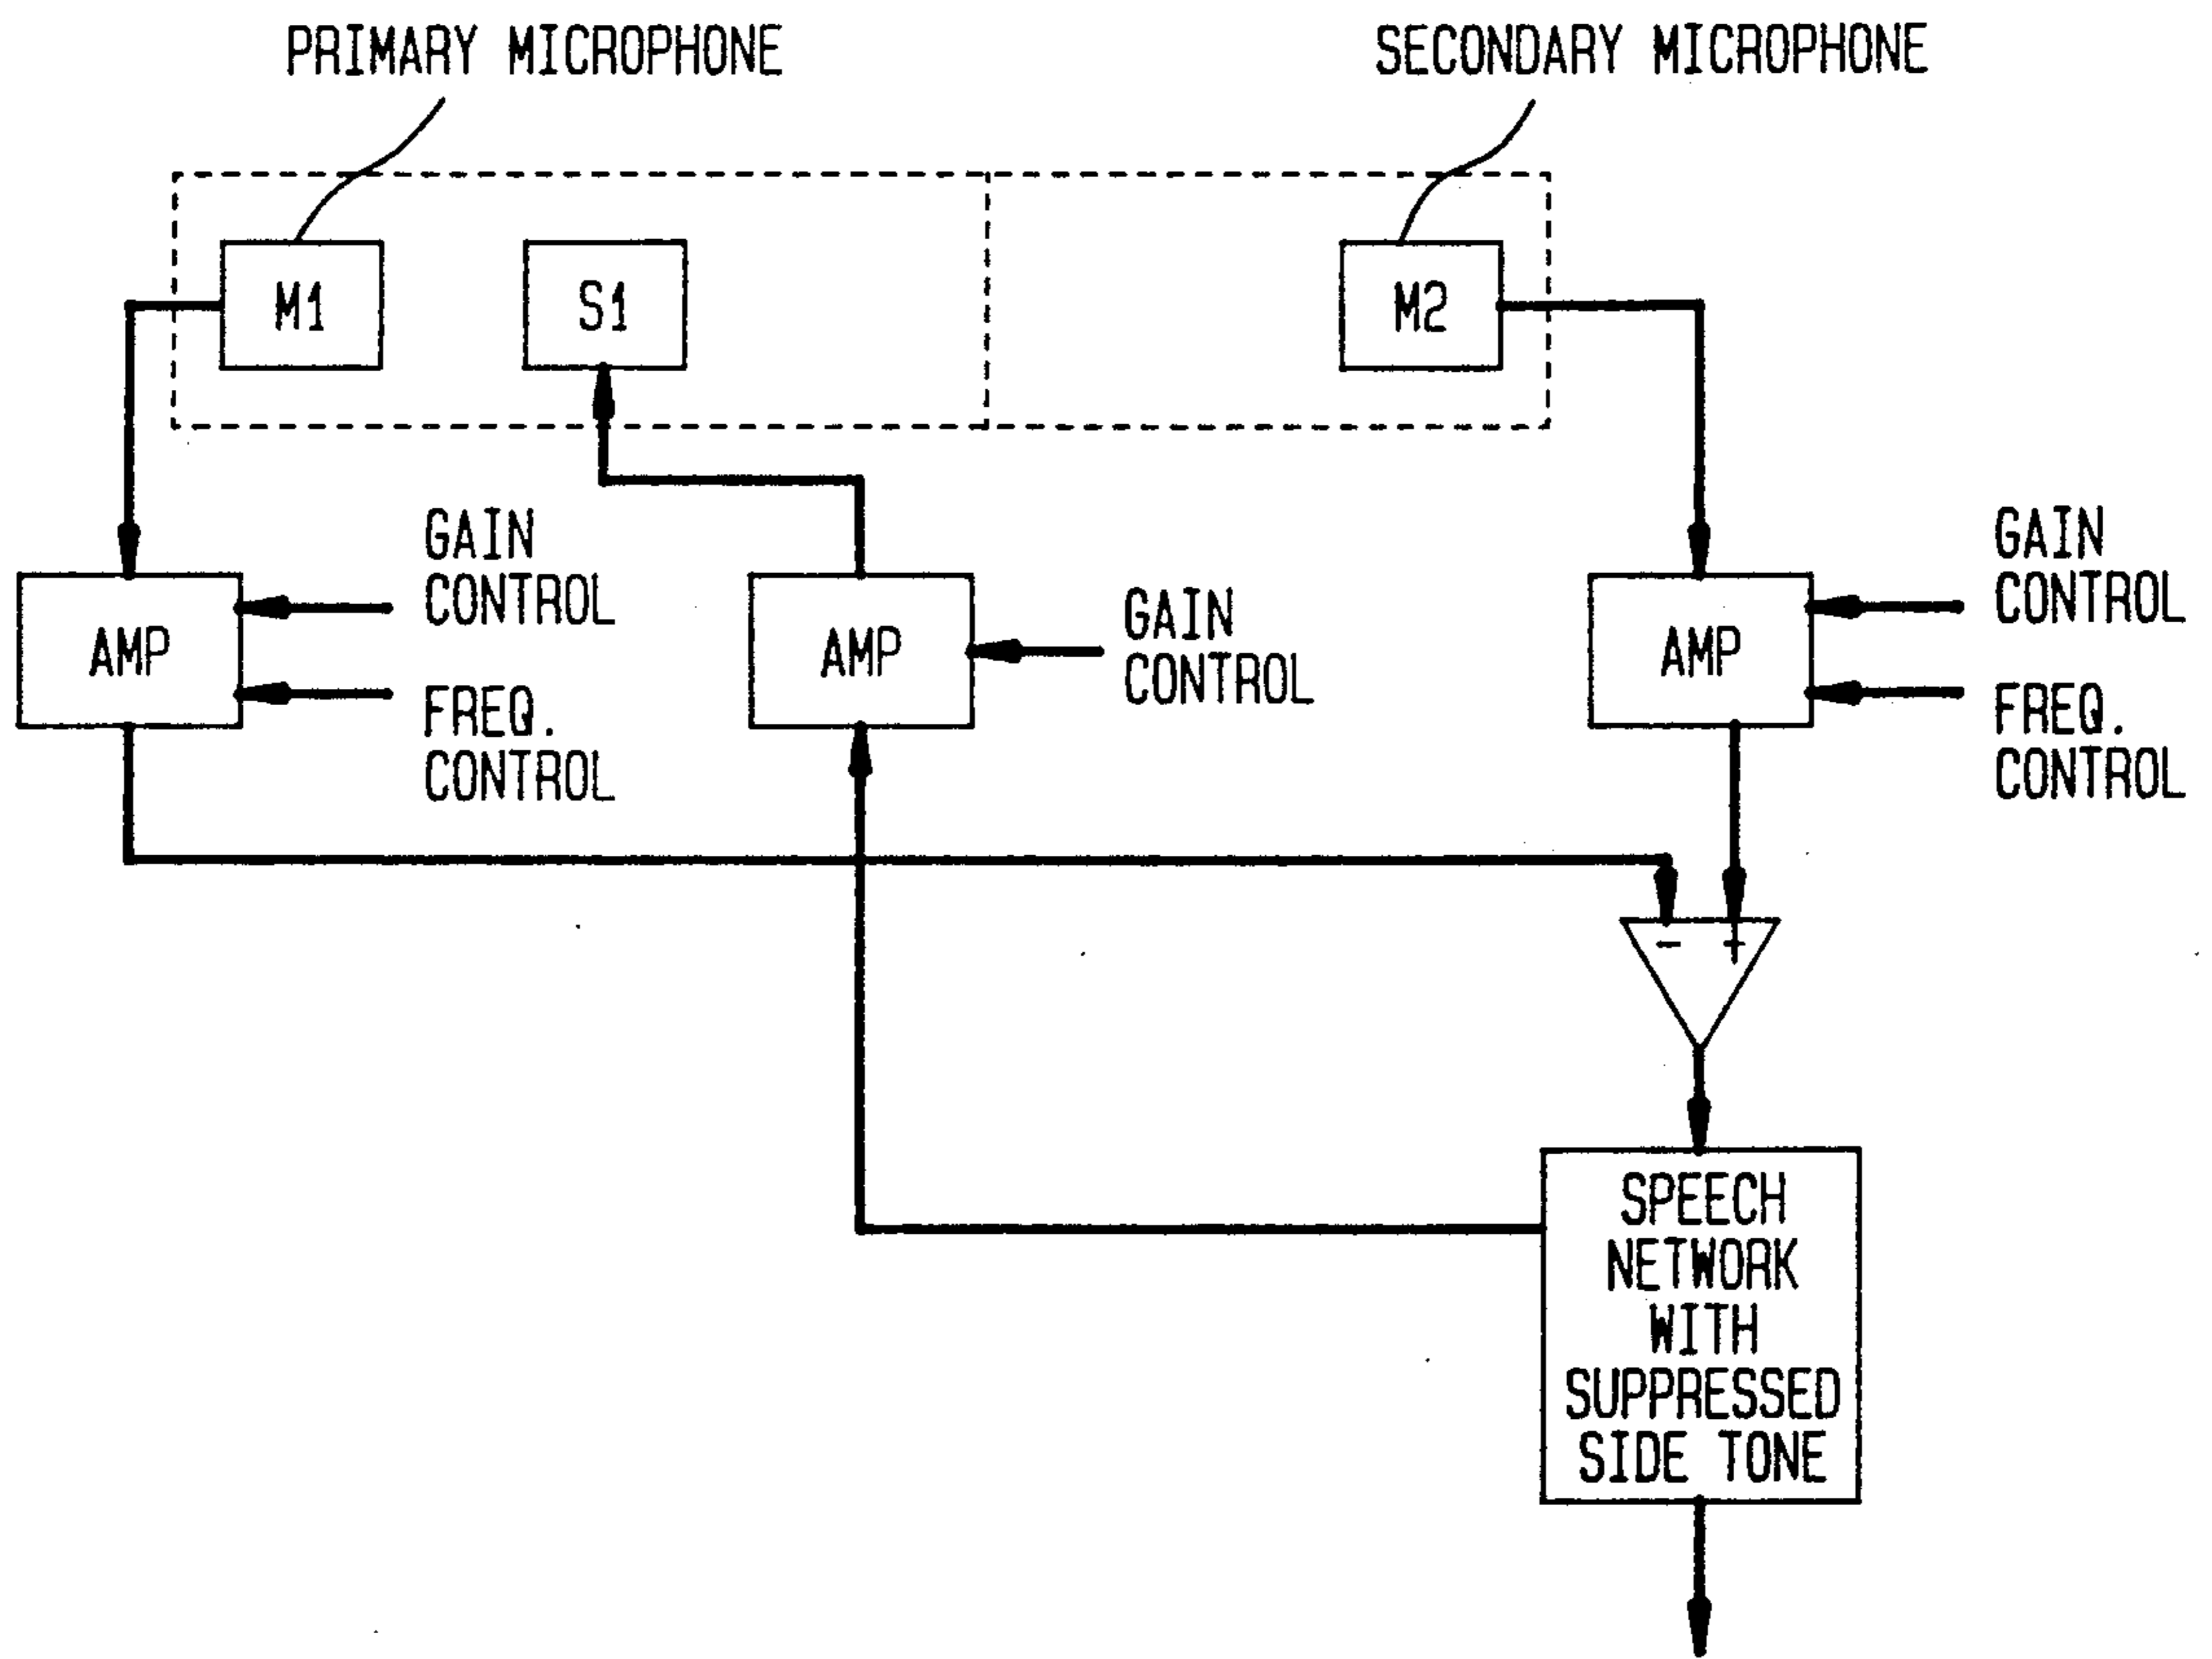 PRIMARY MICROPHONE
SECONDARY MICROPHONE
M1
S1
M2
GAIN
CONTROL
AMP
FREQ.
CONTROL
AMP
GAIN
CONTROL
AMP
GAIN
CONTROL
FREQ.
CONTROL
- +
SPEECH
NETWORK
WITH
SUPPRESSED
SIDE TONE